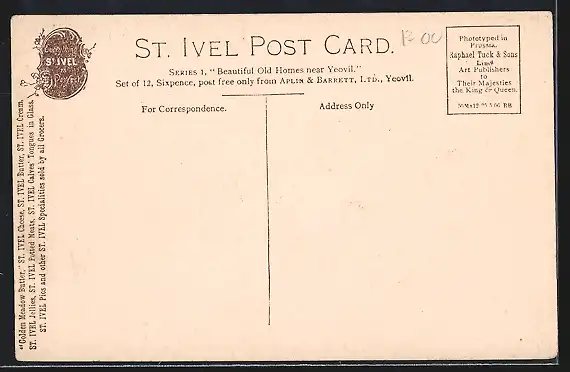 Everything
ST. IVEL
ST. IVEL POST CARD.
13.00
SERIES 1, "Beautiful Old Homes near Yeovil."
Set of 12, Sixpence, post free only from APLIN & BARRETT, LTD., Yeovil.
For Correspondence.
Address Only
Phototyped in
Prussia.
Raphael Tuck & Sons
Limd
Art Publishers
to
Their Majesties
the King & Queen.
"Golden Meadow Butter," ST. IVEL Cheese, ST. IVEL Butter, ST. IVEL Cream,
ST. IVEL Jellies, ST. IVEL Potted Meats, ST. IVEL Calves' Tongues in Glass,
ST. IVEL Pies and other ST. IVEL Specialities sold by all Grocers.